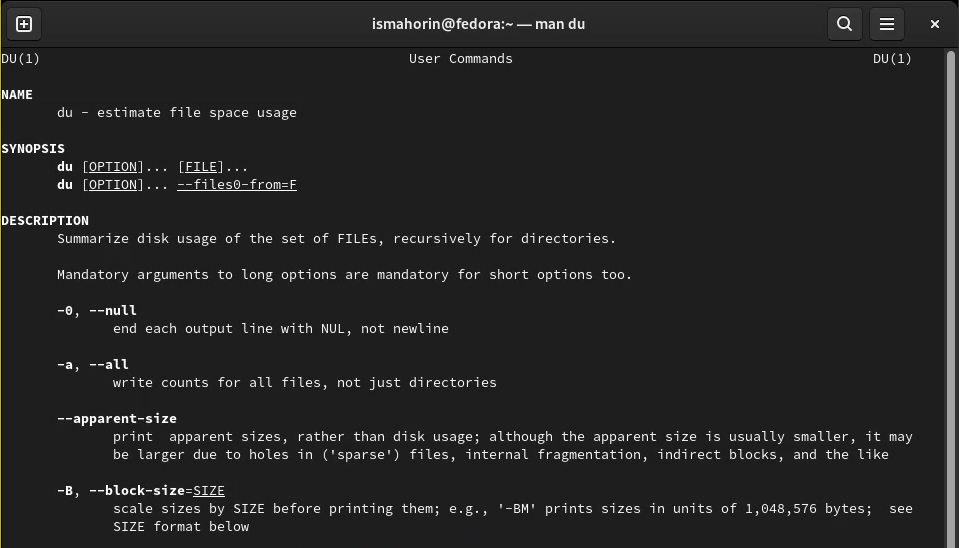 ismahorin@fedora:~ — man du
DU(1) User Commands DU(1)
NAME
du - estimate file space usage
SYNOPSIS
du [OPTION]... [FILE]...
du [OPTION]... --files0-from=F
DESCRIPTION
Summarize disk usage of the set of FILEs, recursively for directories.
Mandatory arguments to long options are mandatory for short options too.
-0, --null
end each output line with NUL, not newline
-a, --all
write counts for all files, not just directories
--apparent-size
print  apparent sizes, rather than disk usage; although the apparent size is usually smaller, it may
be larger due to holes in ('sparse') files, internal fragmentation, indirect blocks, and the like
-B, --block-size=SIZE
scale sizes by SIZE before printing them; e.g., '-BM' prints sizes in units of 1,048,576 bytes;  see
SIZE format below